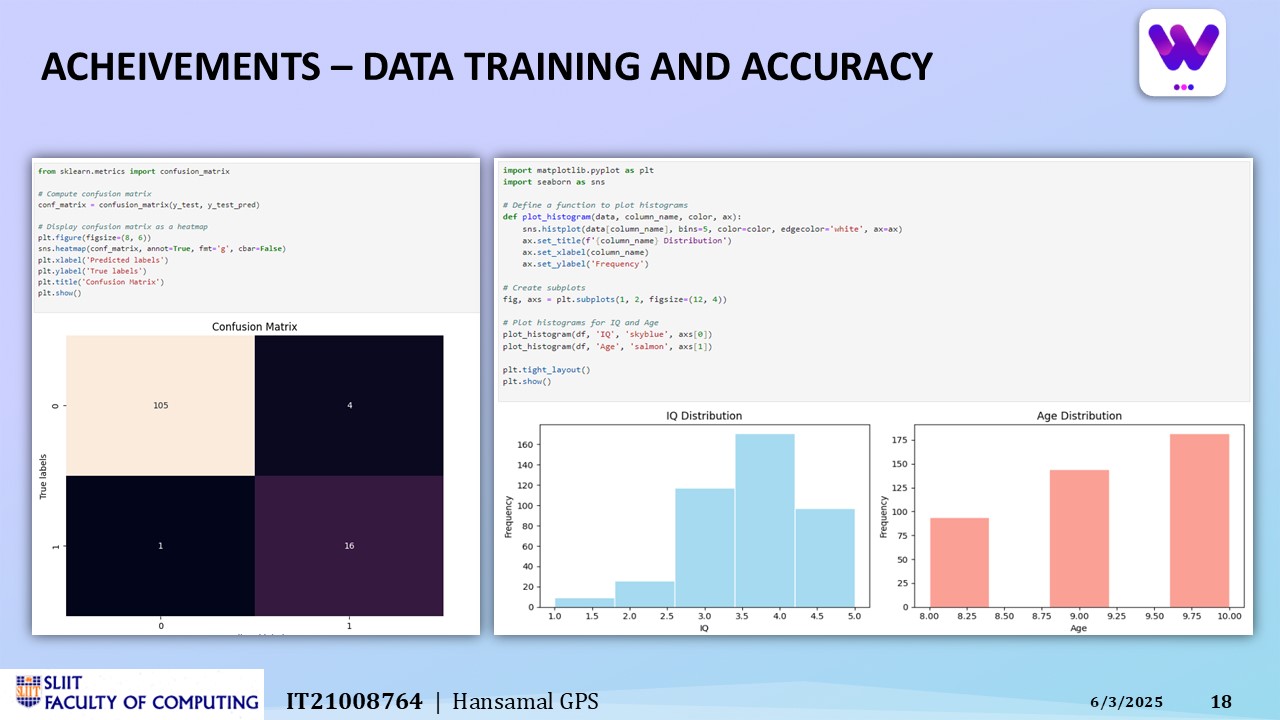 ACHEIVEMENTS – DATA TRAINING AND ACCURACY
W
from sklearn.metrics import confusion_matrix
# Compute confusion matrix
conf_matrix = confusion_matrix(y_test, y_test_pred)
# Display confusion matrix as a heatmap
plt.figure(figsize=(8, 6))
sns.heatmap(conf_matrix, annot=True, fmt='g', cbar=False)
plt.xlabel('Predicted labels')
plt.ylabel('True labels')
plt.title('Confusion Matrix')
plt.show()
Confusion Matrix
True labels
0
105
4
1
1
16
0
1
import matplotlib.pyplot as plt
import seaborn as sns
# Define a function to plot histograms
def plot_histogram(data, column_name, color, ax):
sns.histplot(data[column_name], bins=5, color=color, edgecolor='white', ax=ax)
ax.set_title(f'{column_name} Distribution')
ax.set_xlabel(column_name)
ax.set_ylabel('Frequency')
# Create subplots
fig, axs = plt.subplots(1, 2, figsize=(12, 4))
# Plot histograms for IQ and Age
plot_histogram(df, 'IQ', 'skyblue', axs[0])
plot_histogram(df, 'Age', 'salmon', axs[1])
plt.tight_layout()
plt.show()
IQ Distribution
Frequency
160
140
120
100
80
60
40
20
0
1.0 1.5 2.0 2.5 3.0 3.5 4.0 4.5 5.0
IQ
Age Distribution
Frequency
175
150
125
100
75
50
25
0
8.00 8.25 8.50 8.75 9.00 9.25 9.50 9.75 10.00
Age
SLIIT
SLIIT
FACULTY OF COMPUTING
IT21008764 | Hansamal GPS
6/3/2025
18